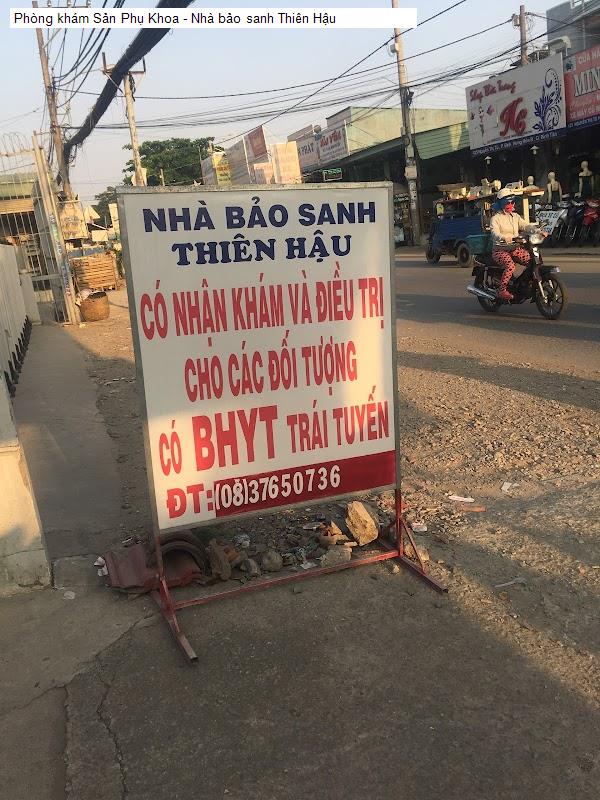 Phòng khám Sản Phụ Khoa - Nhà bảo sanh Thiên Hậu
NHÀ BẢO SANH
THIÊN HẬU
CÓ NHẬN KHÁM VÀ ĐIỀU TRỊ
CHO CÁC ĐỐI TƯỢNG
CÓ BHYT TRÁI TUYẾN
ĐT:(08)37650736